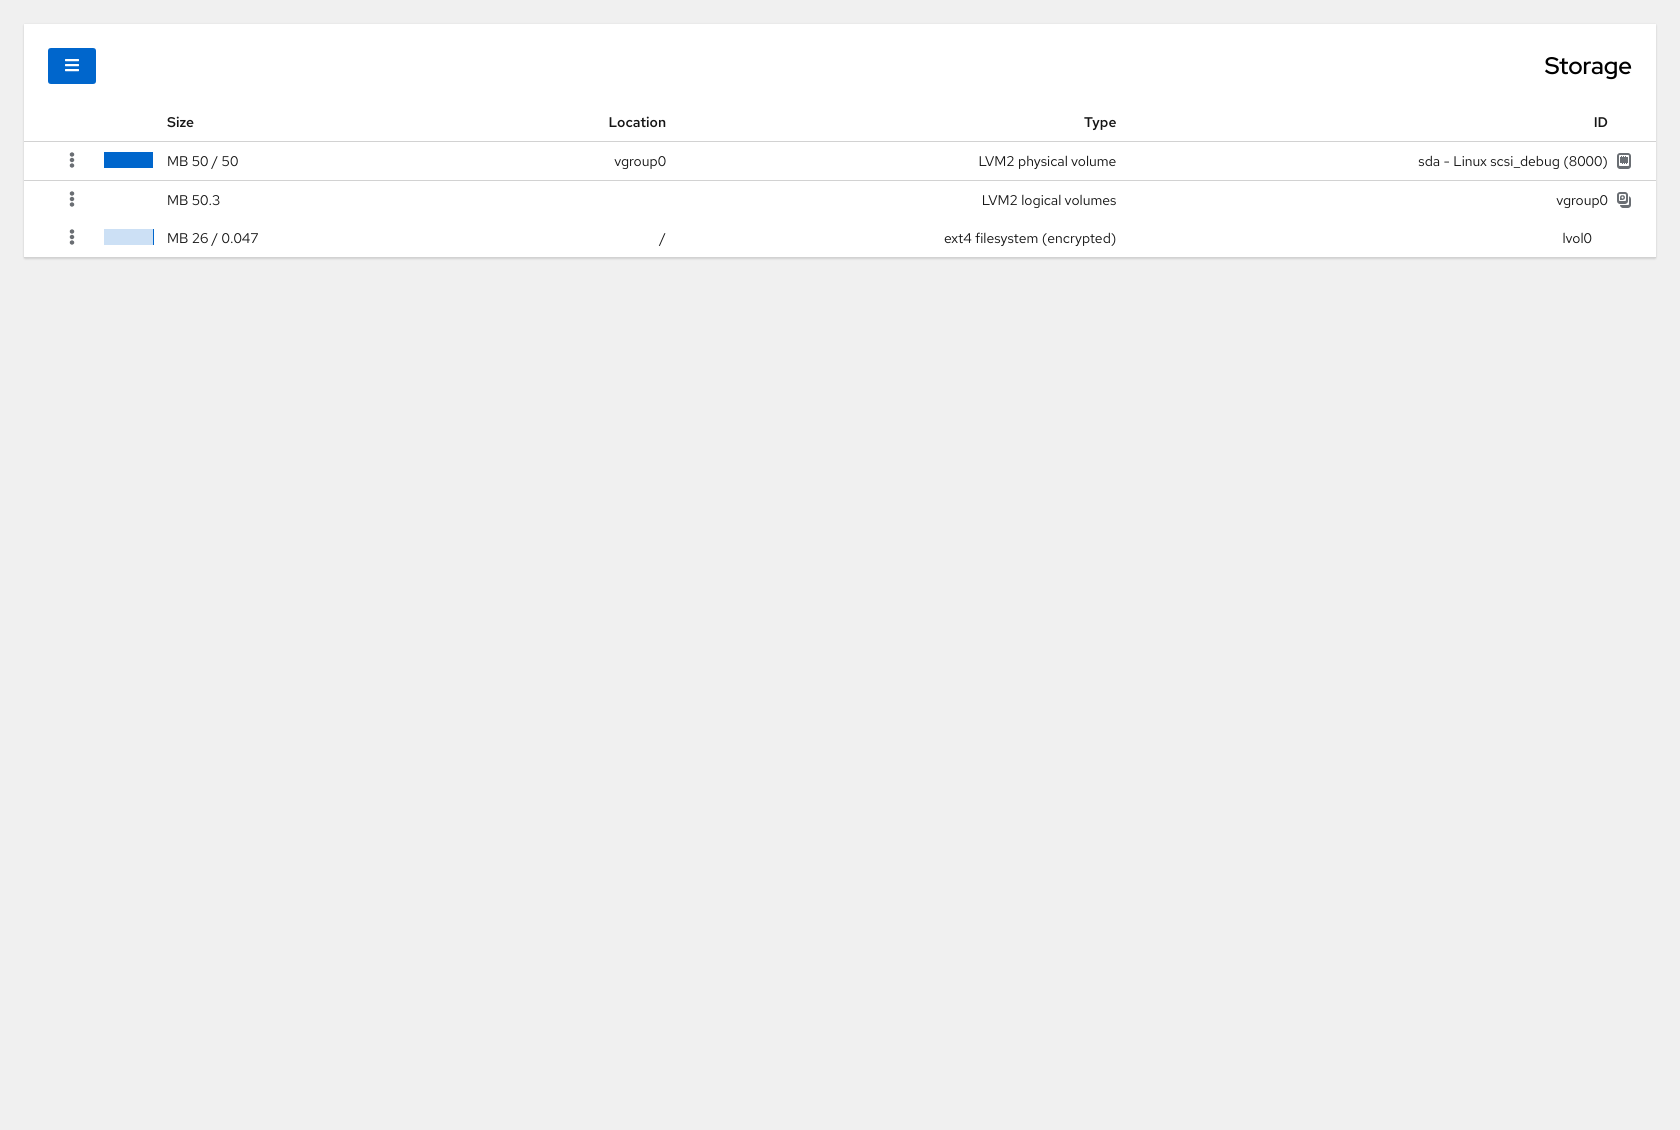 Storage
ID Type Location Size
sda - Linux scsi_debug (8000) LVM2 physical volume vgroup0 MB 50 / 50
vgroup0 LVM2 logical volumes MB 50.3
lvol0 ext4 filesystem (encrypted) / MB 26 / 0.047